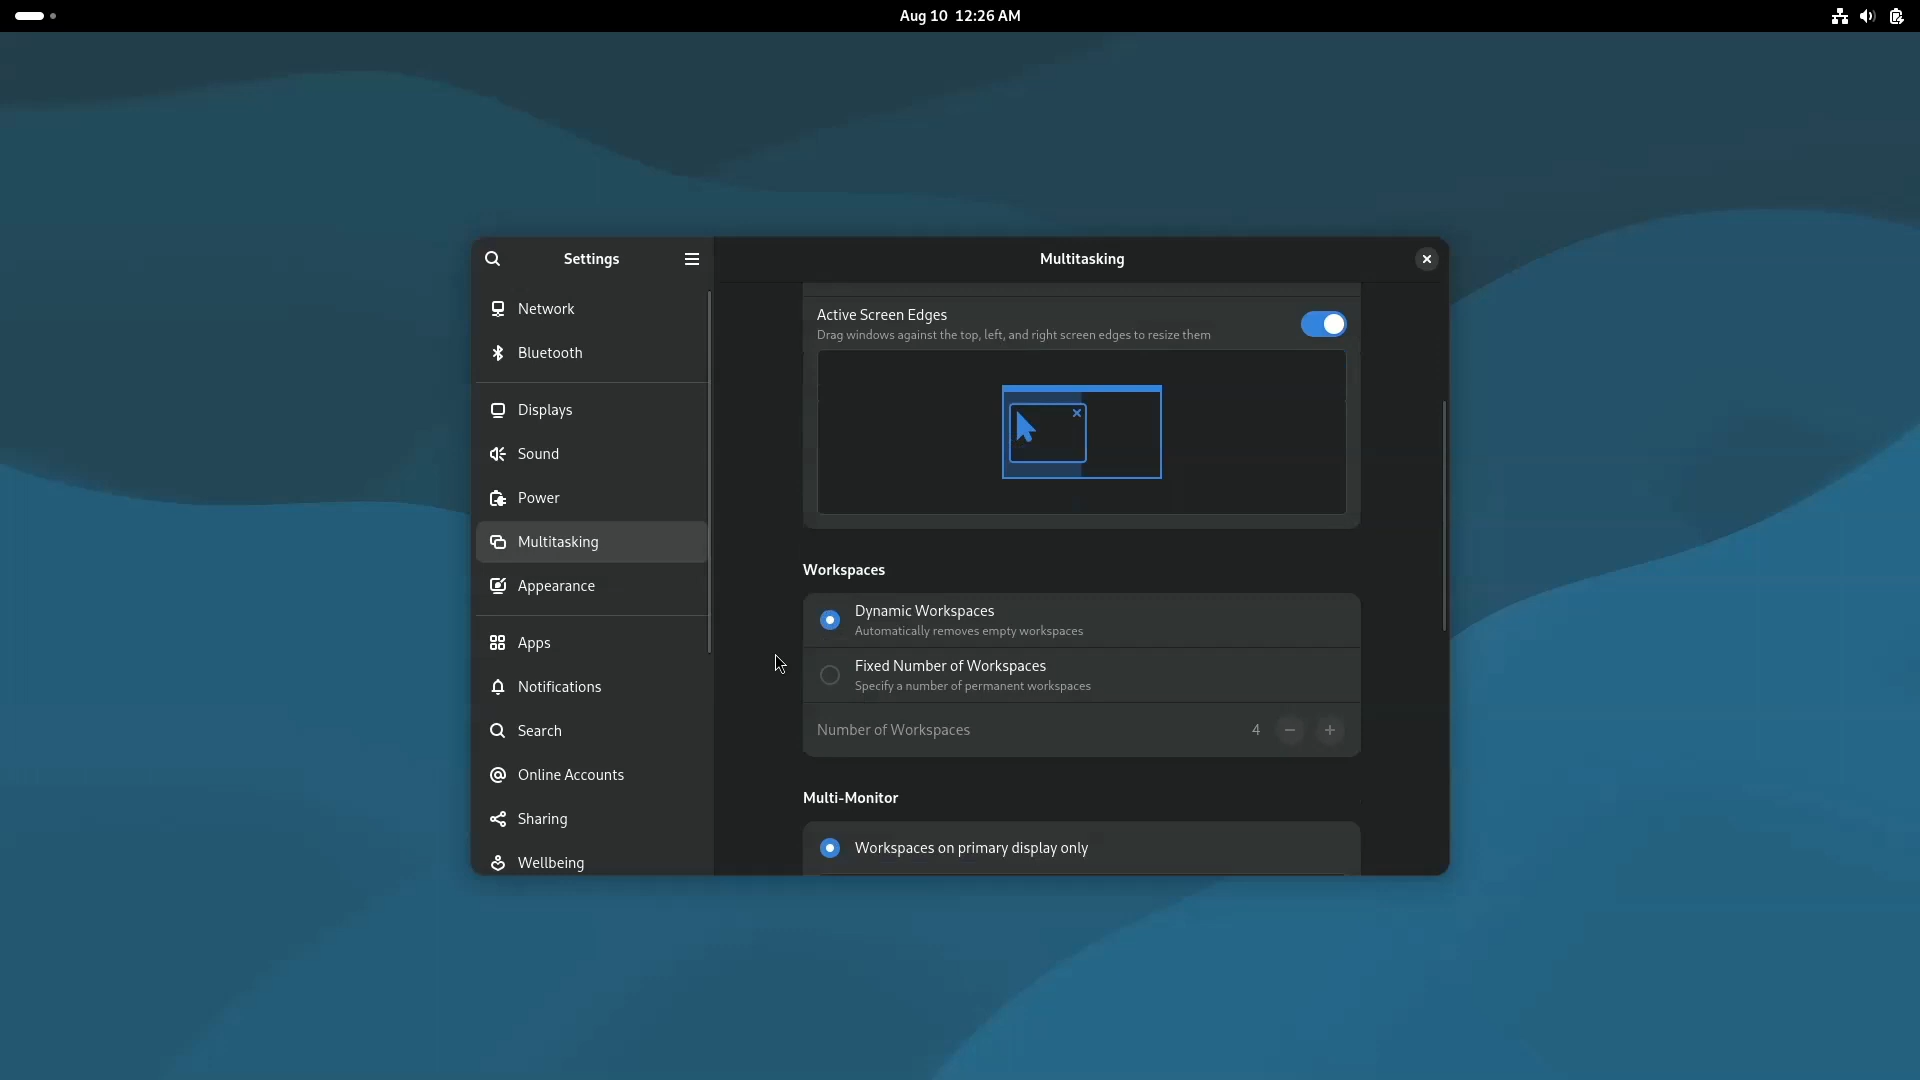 Aug 10 12:26 AM
Settings
Multitasking
Network
Bluetooth
Displays
Sound
Power
Multitasking
Appearance
Apps
Notifications
Search
Online Accounts
Sharing
Wellbeing
Active Screen Edges
Drag windows against the top, left, and right screen edges to resize them
Workspaces
Dynamic Workspaces
Automatically removes empty workspaces
Fixed Number of Workspaces
Specify a number of permanent workspaces
Number of Workspaces 4
Multi-Monitor
Workspaces on primary display only